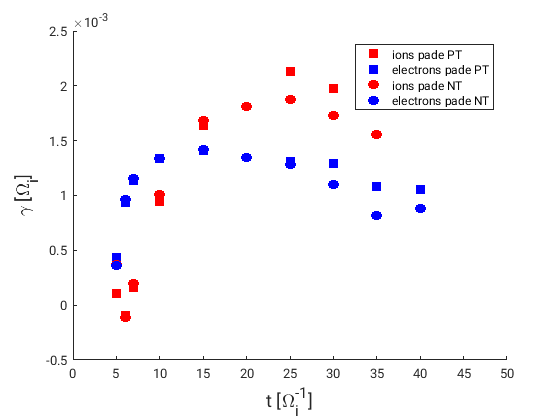 ×10⁻³
2.5
2
1.5
1
0.5
0
-0.5
γ [Ωᵢ]
0 5 10 15 20 25 30 35 40 45 50
t [Ωᵢ⁻¹]
ions pade PT
electrons pade PT
ions pade NT
electrons pade NT